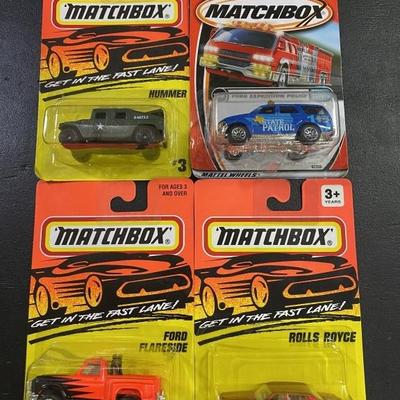 MATCHBOX®
GET IN THE FAST LANE!
HUMMER
#3
MATCHBOX
FORD EXPEDITION POLICE
STATE
PATROL
MATTEL WHEELS
FOR AGES 3
AND OVER
MATCHBOX®
GET IN THE FAST LANE!
FORD
FLARESIDE
3+
YEARS
MATCHBOX®
GET IN THE FAST LANE!
ROLLS ROYCE